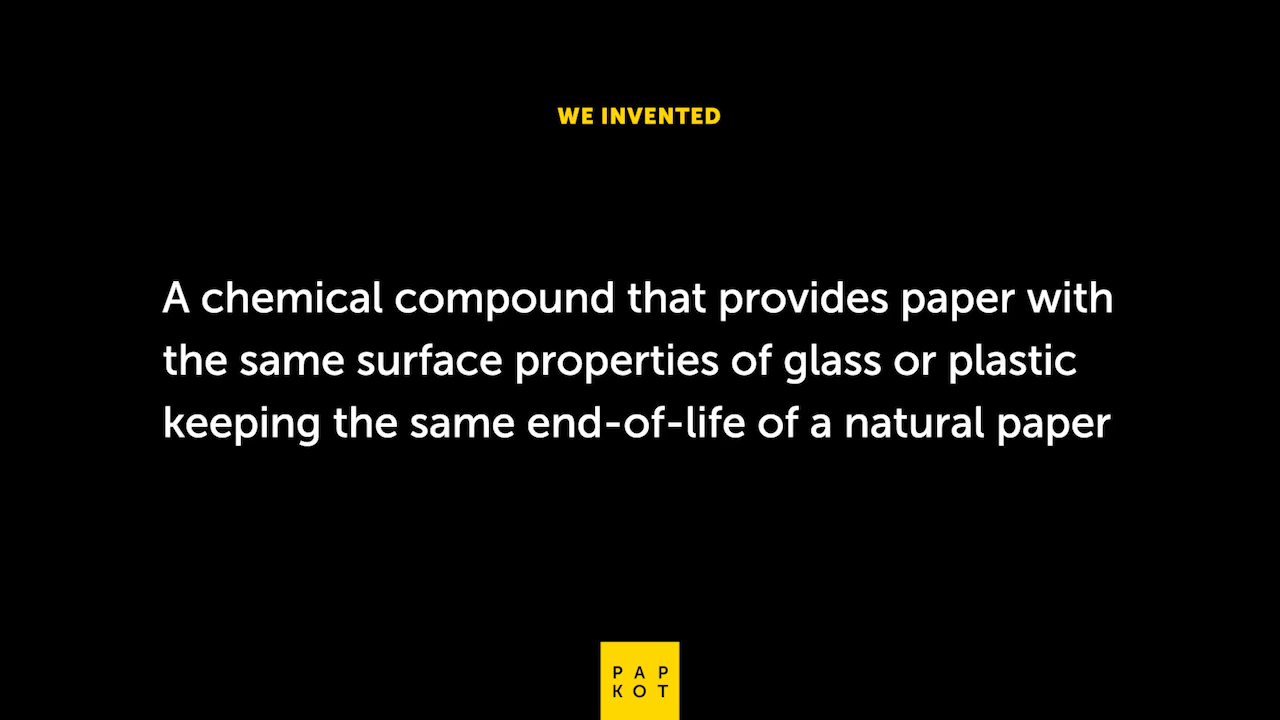 WE INVENTED
A chemical compound that provides paper with
the same surface properties of glass or plastic
keeping the same end-of-life of a natural paper
PAP
KOT